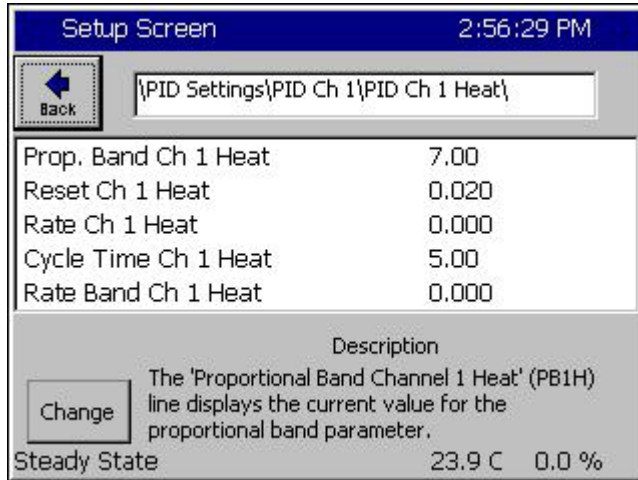 Setup Screen 2:56:29 PM
Back
\PID Settings\PID Ch 1\PID Ch 1 Heat\
Prop. Band Ch 1 Heat 7.00
Reset Ch 1 Heat 0.020
Rate Ch 1 Heat 0.000
Cycle Time Ch 1 Heat 5.00
Rate Band Ch 1 Heat 0.000
Description
The 'Proportional Band Channel 1 Heat' (PB1H)
line displays the current value for the
proportional band parameter.
Change
Steady State 23.9 C 0.0 %